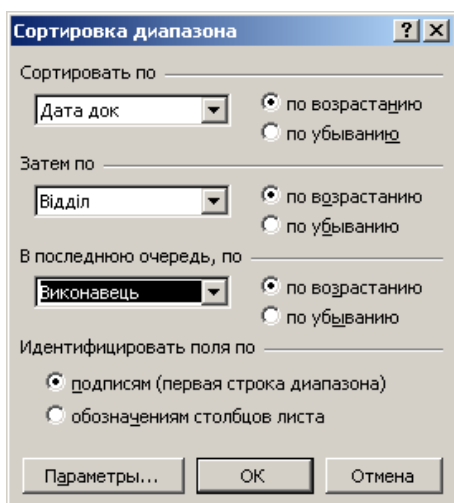 Сортировка диапазона
Сортировать по
Дата док
по возрастанию
по убыванию
Затем по
Відділ
по возрастанию
по убыванию
В последнюю очередь, по
Виконавець
по возрастанию
по убыванию
Идентифицировать поля по
подписям (первая строка диапазона)
обозначениям столбцов листа
Параметры... ОК Отмена